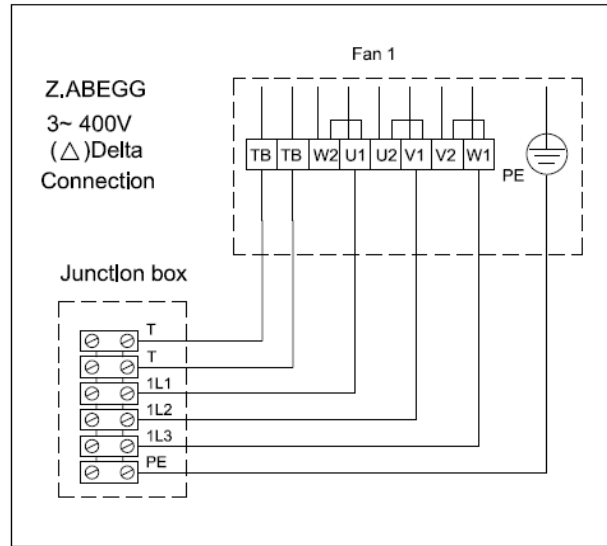 Fan 1
Z.ABEGG
3~ 400V
(△)Delta
Connection
TB TB W2 U1 U2 V1 V2 W1
PE
Junction box
T
T
1L1
1L2
1L3
PE